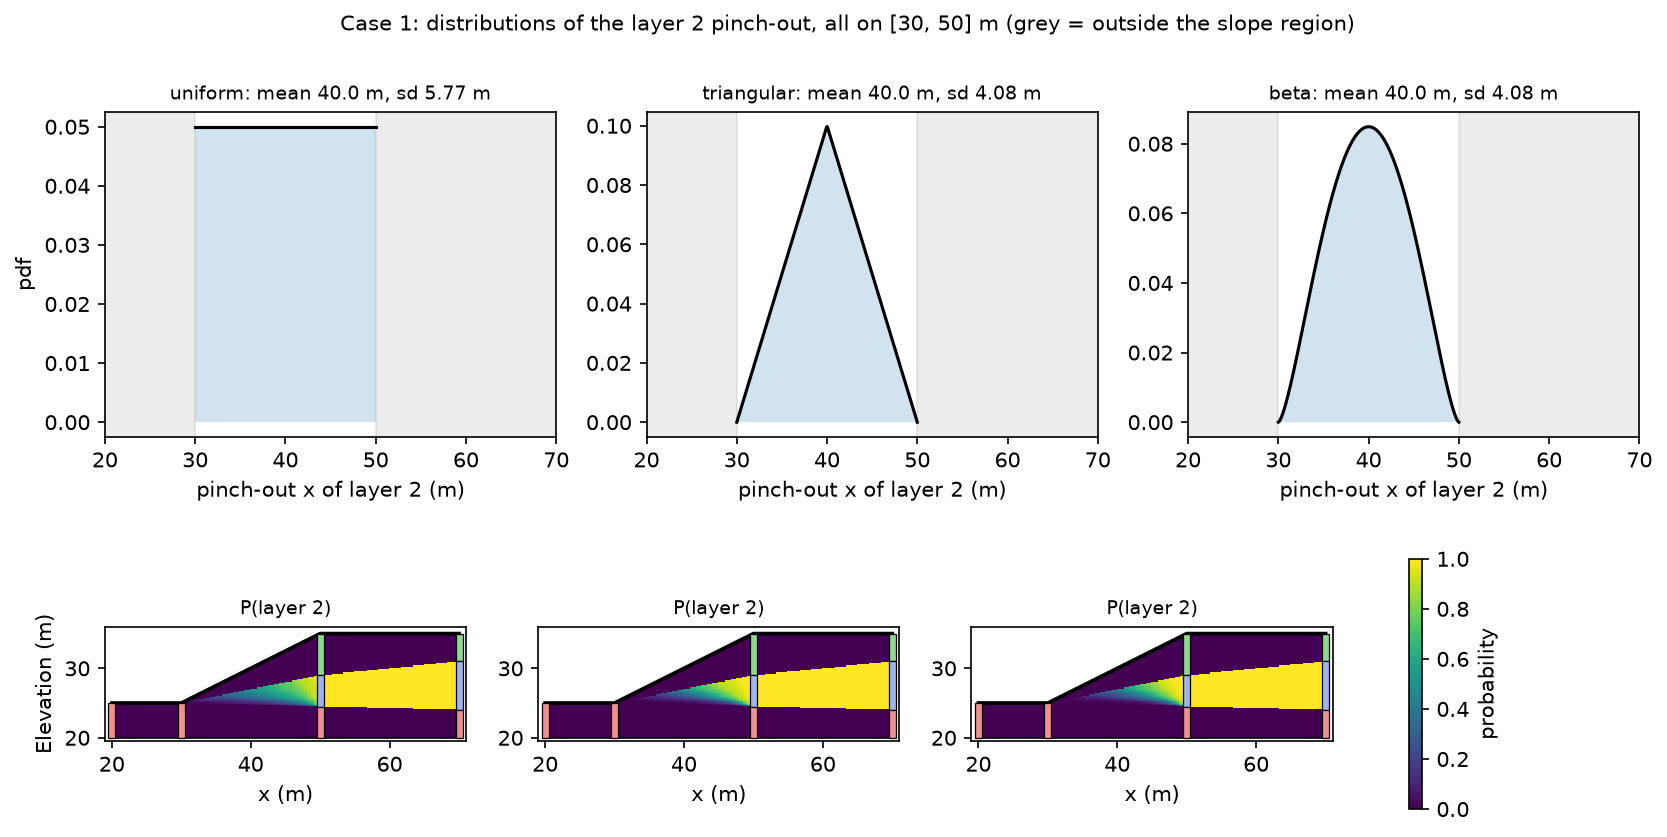 Case 1: distributions of the layer 2 pinch-out, all on [30, 50] m (grey = outside the slope region)
uniform: mean 40.0 m, sd 5.77 m
triangular: mean 40.0 m, sd 4.08 m
beta: mean 40.0 m, sd 4.08 m
pdf
0.05
0.04
0.03
0.02
0.01
0.00
20 30 40 50 60 70
pinch-out x of layer 2 (m)
0.10
0.08
0.06
0.04
0.02
0.00
20 30 40 50 60 70
pinch-out x of layer 2 (m)
0.08
0.06
0.04
0.02
0.00
20 30 40 50 60 70
pinch-out x of layer 2 (m)
P(layer 2)
Elevation (m)
30
20
20 40 60
x (m)
P(layer 2)
30
20
20 40 60
x (m)
P(layer 2)
30
20
20 40 60
x (m)
1.0
0.8
0.6
0.4
0.2
0.0
probability